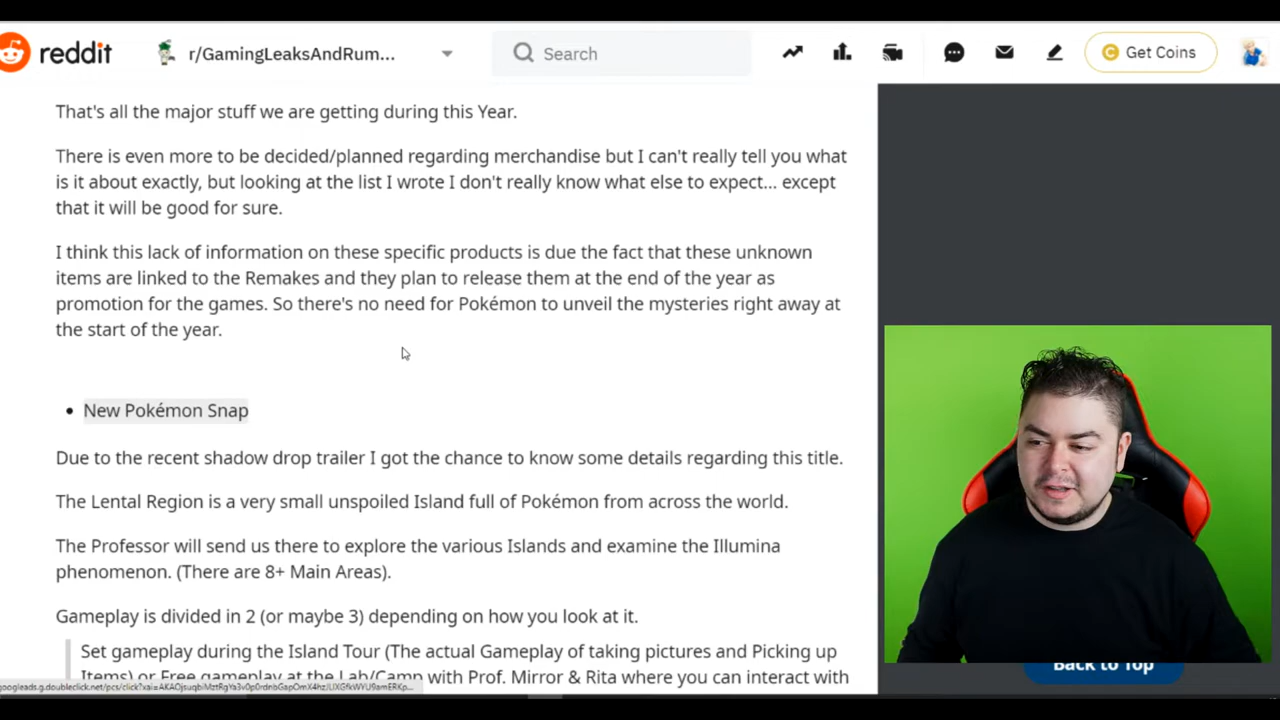 reddit
r/GamingLeaksAndRum...
Search
Get Coins
That's all the major stuff we are getting during this Year.
There is even more to be decided/planned regarding merchandise but I can't really tell you what
is it about exactly, but looking at the list I wrote I don't really know what else to expect... except
that it will be good for sure.
I think this lack of information on these specific products is due the fact that these unknown
items are linked to the Remakes and they plan to release them at the end of the year as
promotion for the games. So there's no need for Pokémon to unveil the mysteries right away at
the start of the year.
New Pokémon Snap
Due to the recent shadow drop trailer I got the chance to know some details regarding this title.
The Lental Region is a very small unspoiled Island full of Pokémon from across the world.
The Professor will send us there to explore the various Islands and examine the Illumina
phenomenon. (There are 8+ Main Areas).
Gameplay is divided in 2 (or maybe 3) depending on how you look at it.
Set gameplay during the Island Tour (The actual Gameplay of taking pictures and Picking up
Items) or Free gameplay at the Lab/Camp with Prof. Mirror & Rita where you can interact with
Back to Top